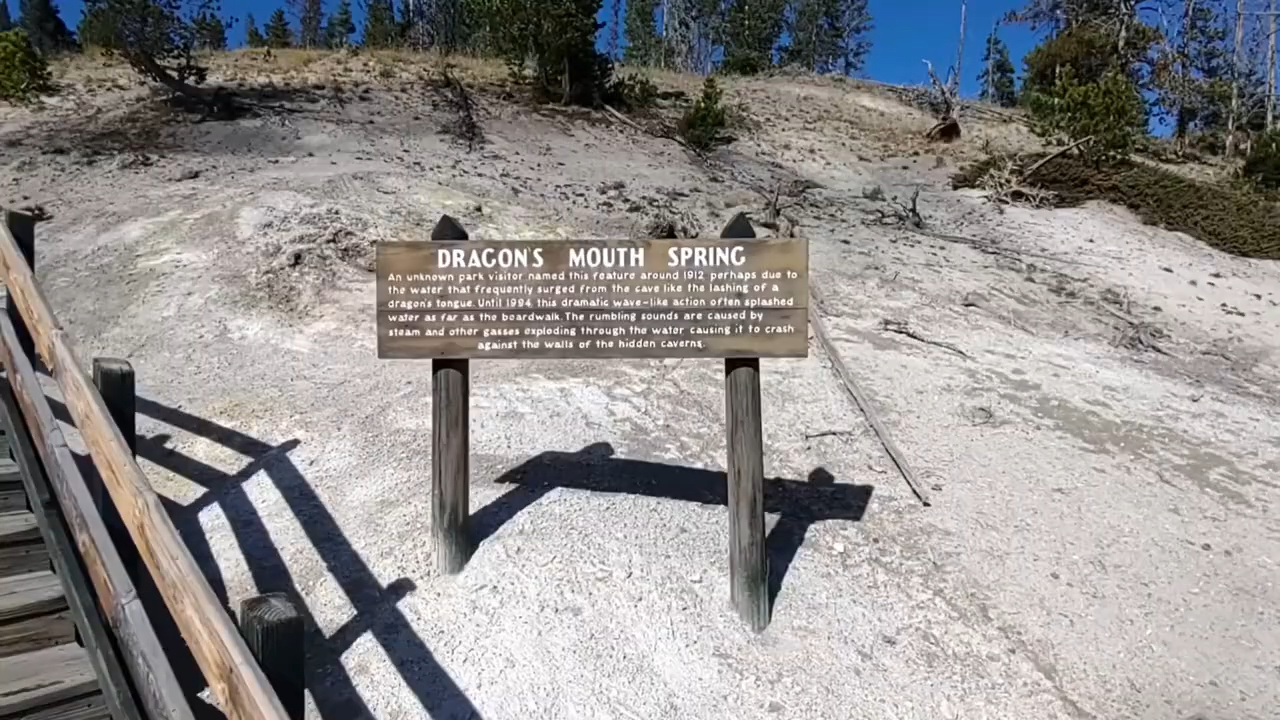 DRAGON'S MOUTH SPRING
An unknown park visitor named this feature around 1912 perhaps due to
the water that frequently surged from the cave like the lashing of a
dragon's tongue. Until 1994, this dramatic wave-like action often splashed
water as far as the boardwalk. The rumbling sounds are caused by
steam and other gasses exploding through the water causing it to crash
against the walls of the hidden caverns.